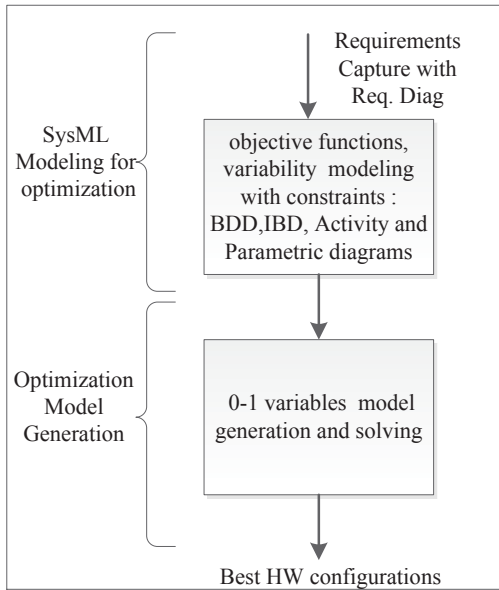 Requirements
Capture with
Req. Diag
SysML
Modeling for
optimization
objective functions,
variability modeling
with constraints :
BDD,IBD, Activity and
Parametric diagrams
Optimization
Model
Generation
0-1 variables model
generation and solving
Best HW configurations